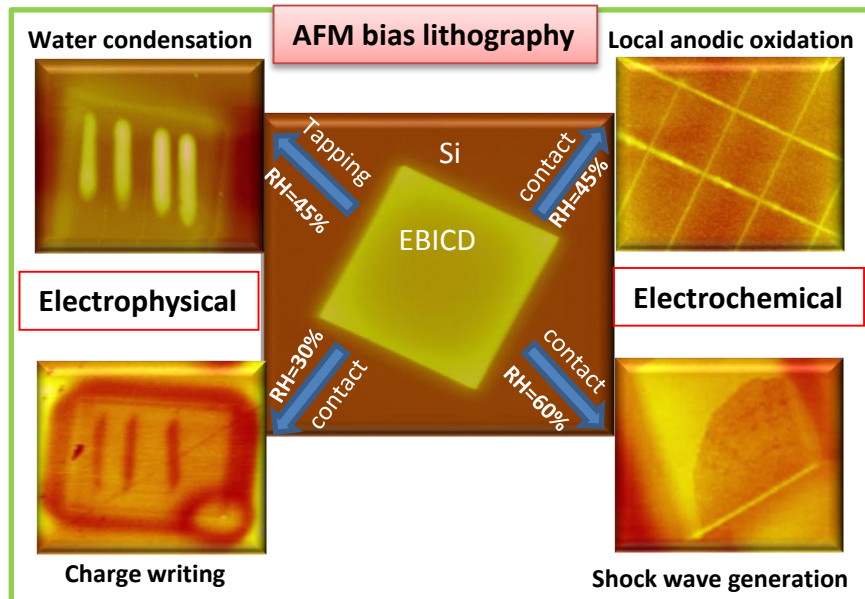 Water condensation
AFM bias lithography
Local anodic oxidation
Tapping
RH=45%
Si
contact
RH=45%
EBICD
Electrophysical
Electrochemical
RH=30%
contact
contact
RH=60%
Charge writing
Shock wave generation